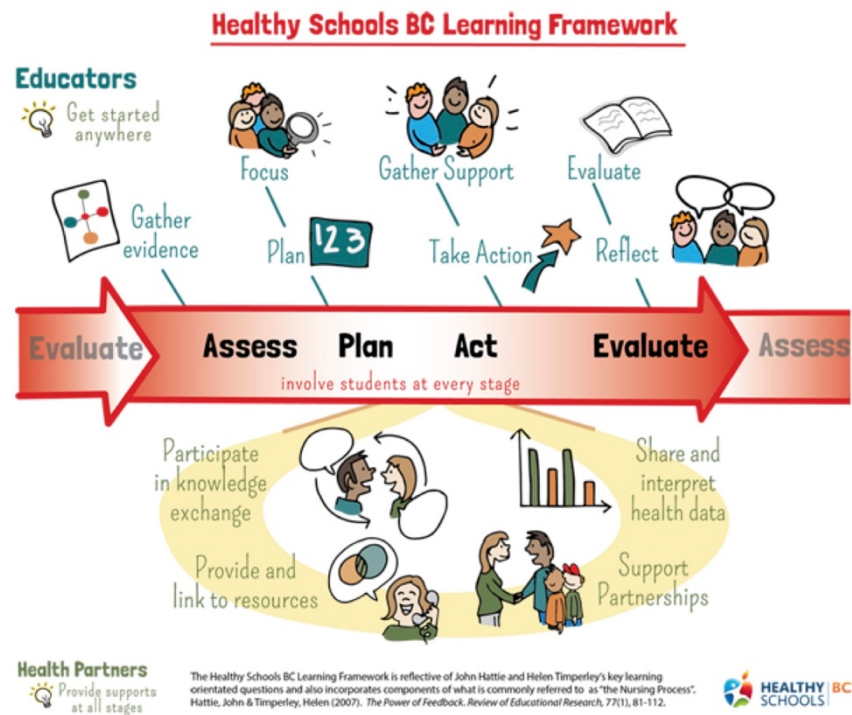 Healthy Schools BC Learning Framework
Educators
Get started
anywhere
Gather
evidence
Focus
Plan
123
Gather Support
Take Action
Evaluate
Reflect
Evaluate
Assess
Plan
Act
Evaluate
Assess
involve students at every stage
Participate
in knowledge
exchange
Share and
interpret
health data
Provide and
link to resources
Support
Partnerships
Health Partners
Provide supports
at all stages
The Healthy Schools BC Learning Framework is reflective of John Hattie and Helen Timperley's key learning
orientated questions and also incorporates components of what is commonly referred to as "the Nursing Process".
Hattie, John & Timperley, Helen (2007). The Power of Feedback. Review of Educational Research, 77(1), 81-112.
HEALTHY
SCHOOLS
BC